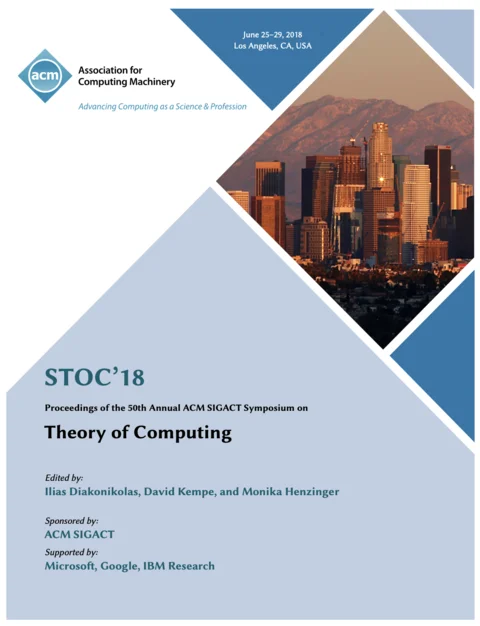 June 25–29, 2018
Los Angeles, CA, USA
acm
Association for
Computing Machinery
Advancing Computing as a Science & Profession
STOC’18
Proceedings of the 50th Annual ACM SIGACT Symposium on
Theory of Computing
Edited by:
Ilias Diakonikolas, David Kempe, and Monika Henzinger
Sponsored by:
ACM SIGACT
Supported by:
Microsoft, Google, IBM Research